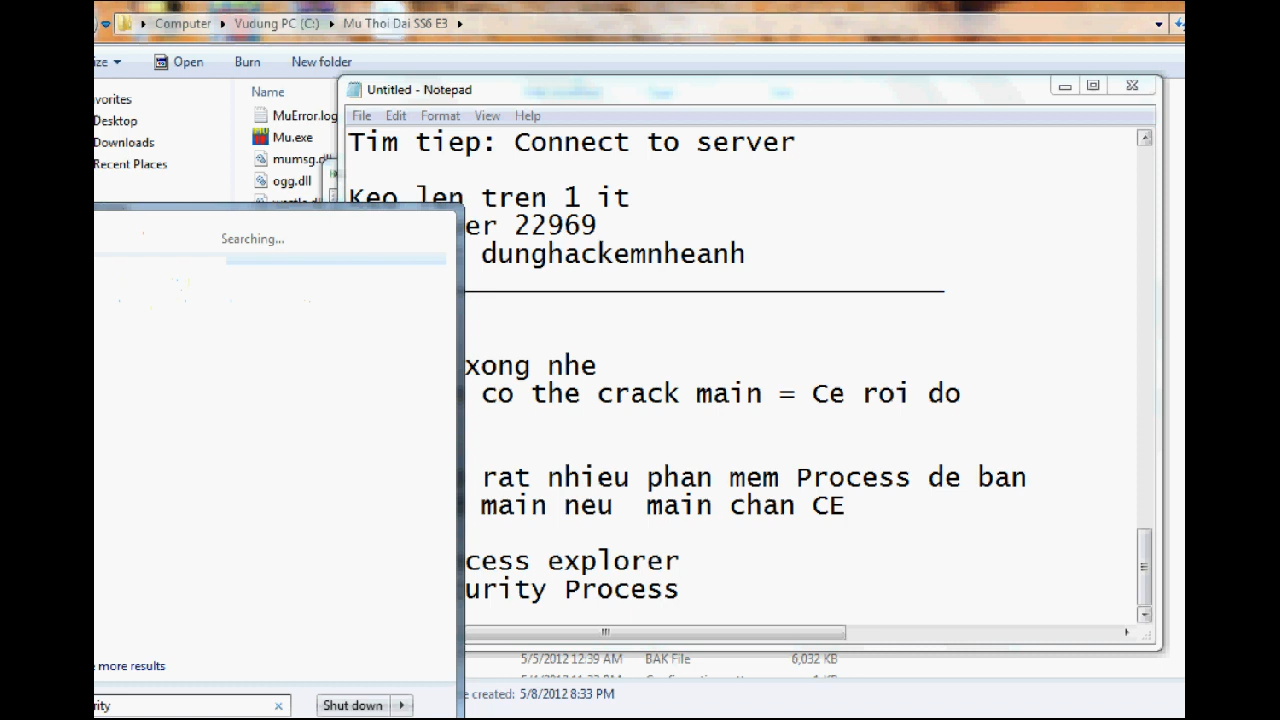 Computer Vudung PC (C:) Mu Thoi Dai SS6 E3
ize Open Burn New folder
vorites
Desktop
Downloads
Recent Places
Name
MuError.log
Mu.exe
mumsg.dll
ogg.dll
Untitled - Notepad
File Edit Format View Help
Tim tiep: Connect to server
Keo len tren 1 it
er 22969
dunghackemnheanh
xong nhe
co the crack main = Ce roi do
rat nhieu phan mem Process de ban
main neu main chan CE
cess explorer
urity Process
Searching...
e more results
rity
Shut down
5/5/2012 12:39 AM BAK File 6,032 KB
e created: 5/8/2012 8:33 PM